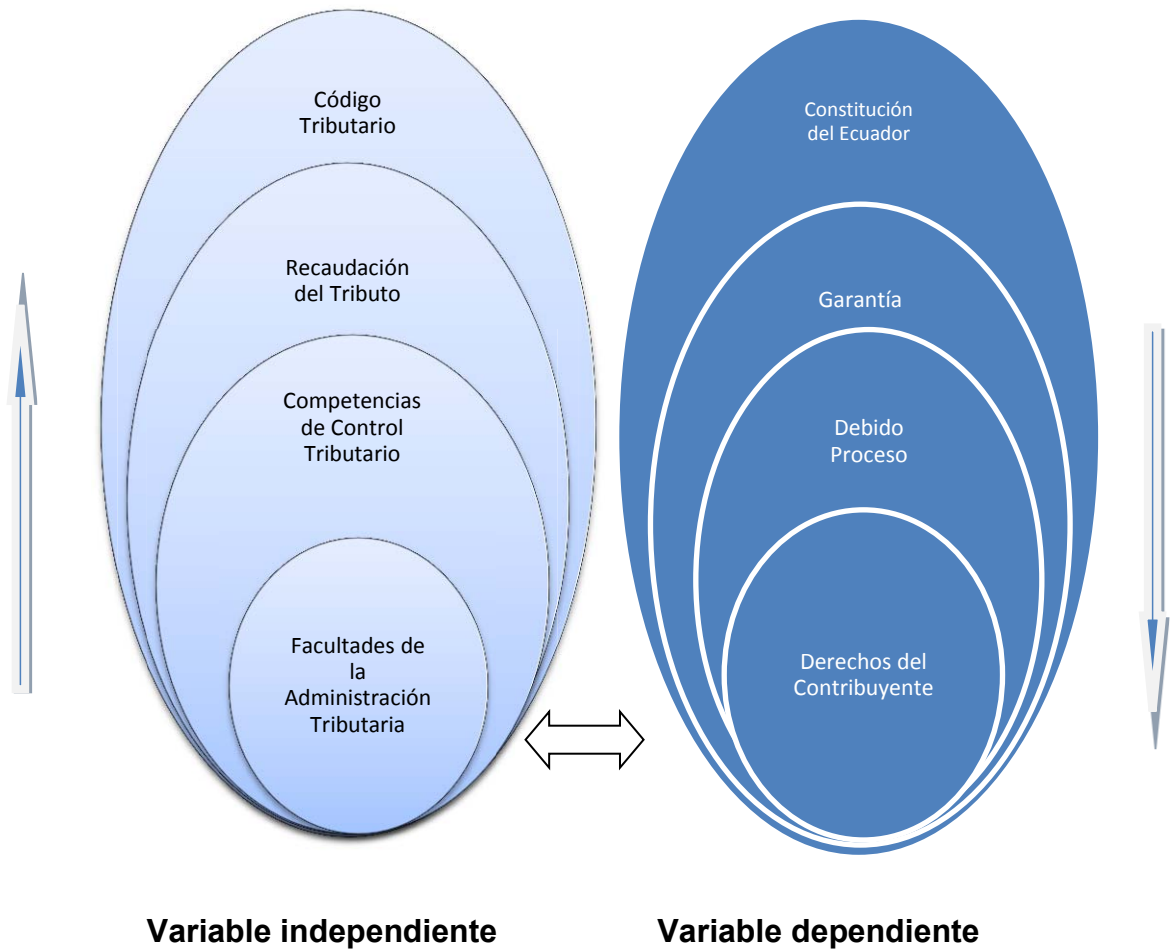 Código
Tributario
Recaudación
del Tributo
Competencias
de Control
Tributario
Facultades de
la
Administración
Tributaria
Constitución
del Ecuador
Garantía
Debido
Proceso
Derechos del
Contribuyente
Variable independiente
Variable dependiente